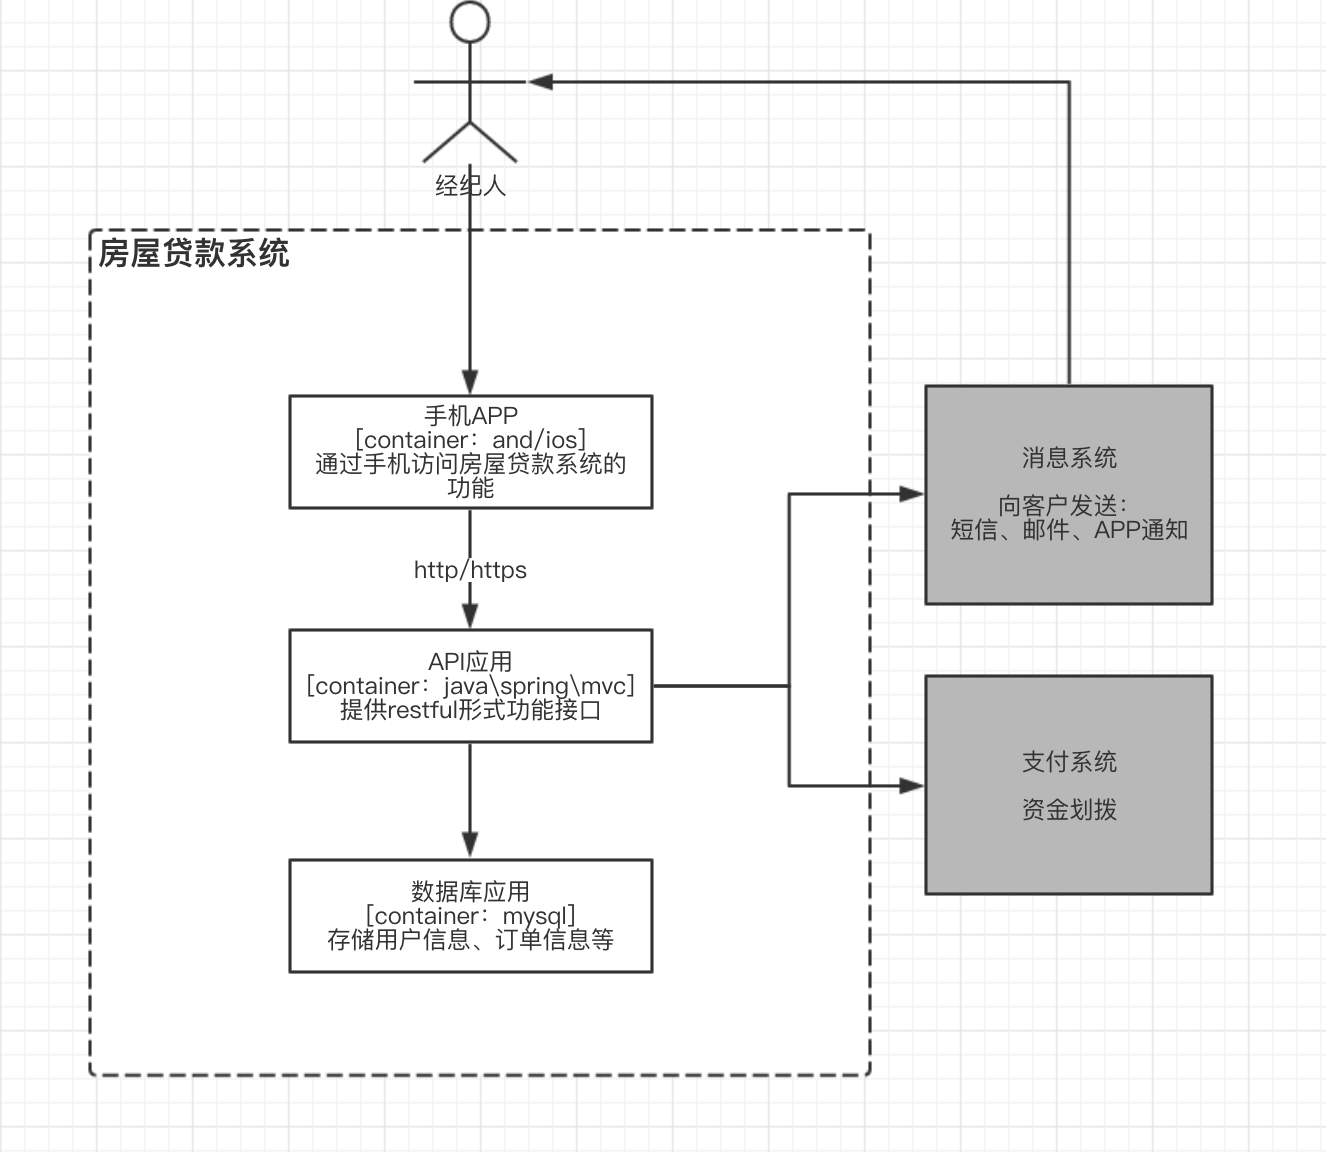 经纪人
房屋贷款系统
手机APP
[container：and/ios]
通过手机访问房屋贷款系统的
功能
http/https
API应用
[container：java\spring\mvc]
提供restful形式功能接口
数据库应用
[container：mysql]
存储用户信息、订单信息等
消息系统
向客户发送：
短信、邮件、APP通知
支付系统
资金划拨